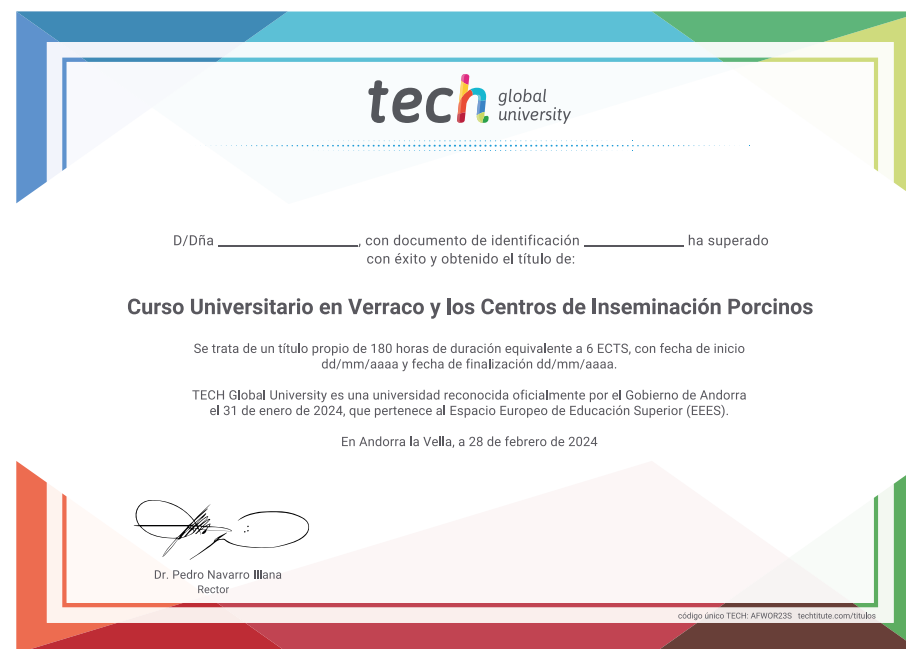 tech global university
D/Dña ____________, con documento de identificación ____________ ha superado
con éxito y obtenido el título de:
Curso Universitario en Verraco y los Centros de Inseminación Porcinos
Se trata de un título propio de 180 horas de duración equivalente a 6 ECTS, con fecha de inicio
dd/mm/aaaa y fecha de finalización dd/mm/aaaa.
TECH Global University es una universidad reconocida oficialmente por el Gobierno de Andorra
el 31 de enero de 2024, que pertenece al Espacio Europeo de Educación Superior (EEES).
En Andorra la Vella, a 28 de febrero de 2024
Dr. Pedro Navarro Illana
Rector
código único TECH: AFWOR23S techtitute.com/titulos